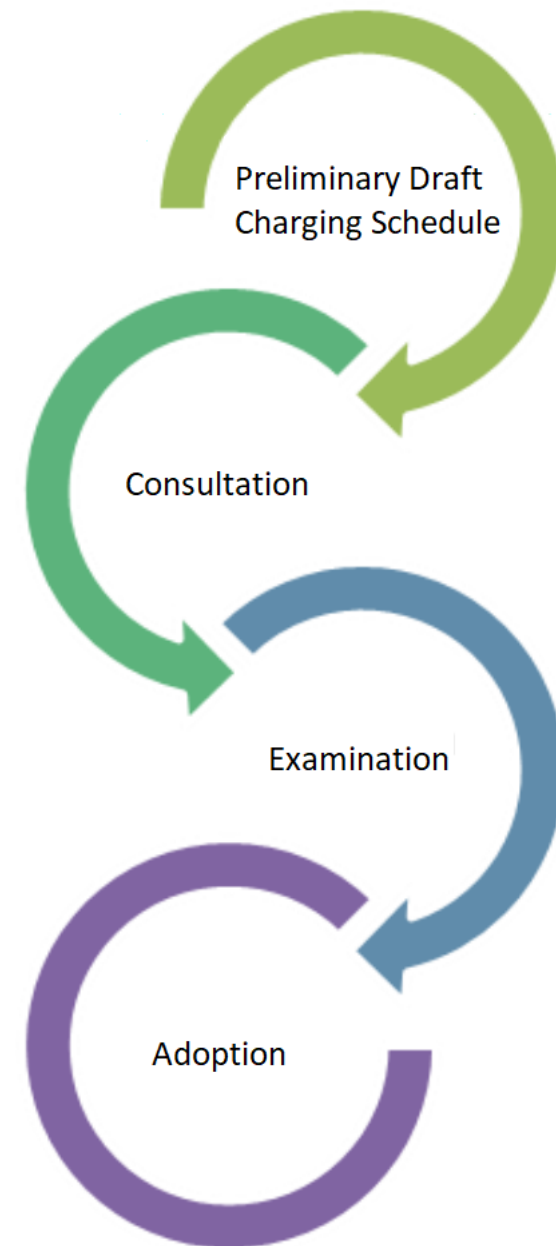 Preliminary Draft
Charging Schedule
Consultation
Examination
Adoption